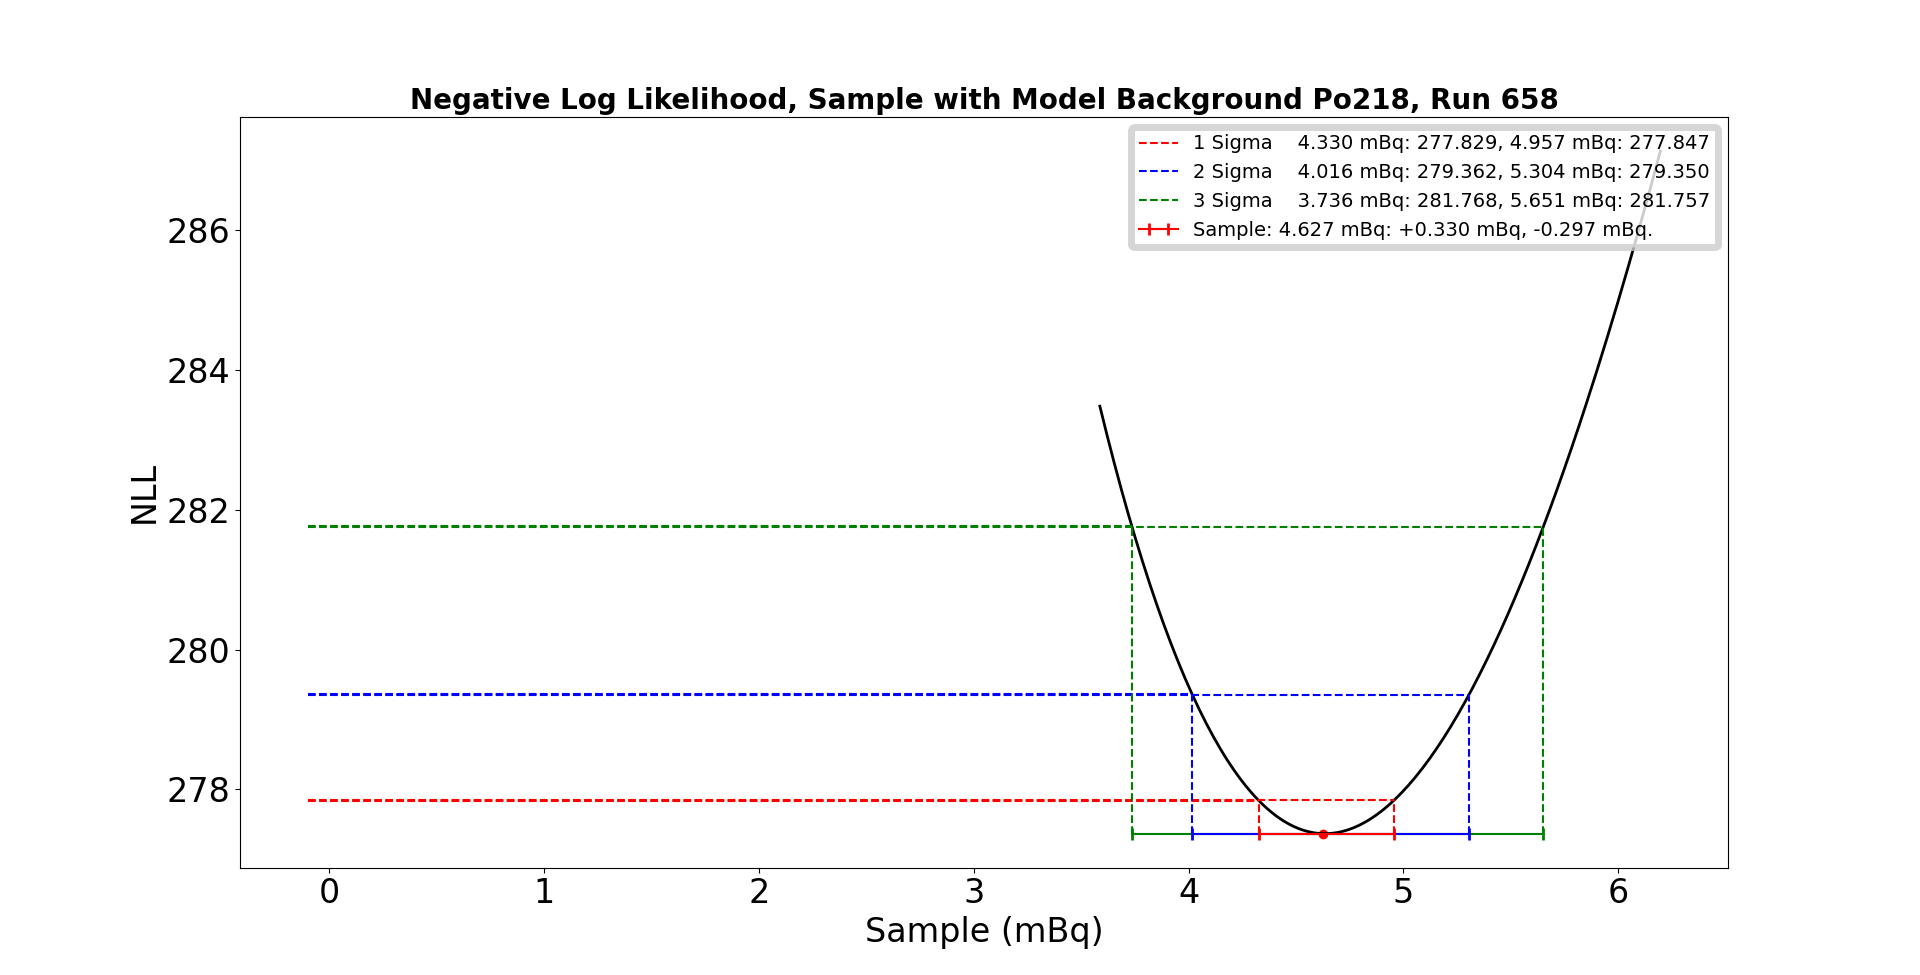 Negative Log Likelihood, Sample with Model Background Po218, Run 658
1 Sigma    4.330 mBq: 277.829, 4.957 mBq: 277.847
2 Sigma    4.016 mBq: 279.362, 5.304 mBq: 279.350
3 Sigma    3.736 mBq: 281.768, 5.651 mBq: 281.757
Sample: 4.627 mBq: +0.330 mBq, -0.297 mBq.
286
284
282
280
278
NLL
0 1 2 3 4 5 6
Sample (mBq)